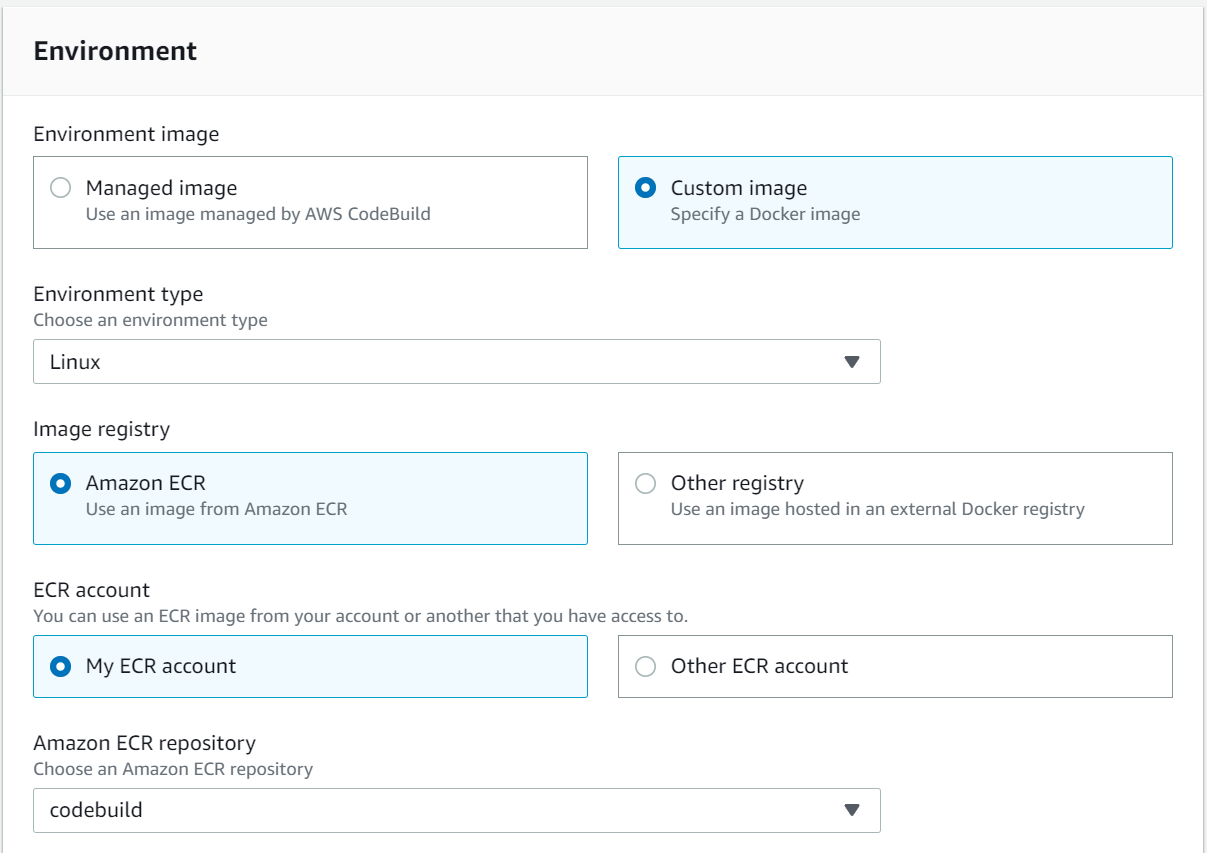 Environment
Environment image
Managed image
Use an image managed by AWS CodeBuild
Custom image
Specify a Docker image
Environment type
Choose an environment type
Linux
Image registry
Amazon ECR
Use an image from Amazon ECR
Other registry
Use an image hosted in an external Docker registry
ECR account
You can use an ECR image from your account or another that you have access to.
My ECR account
Other ECR account
Amazon ECR repository
Choose an Amazon ECR repository
codebuild